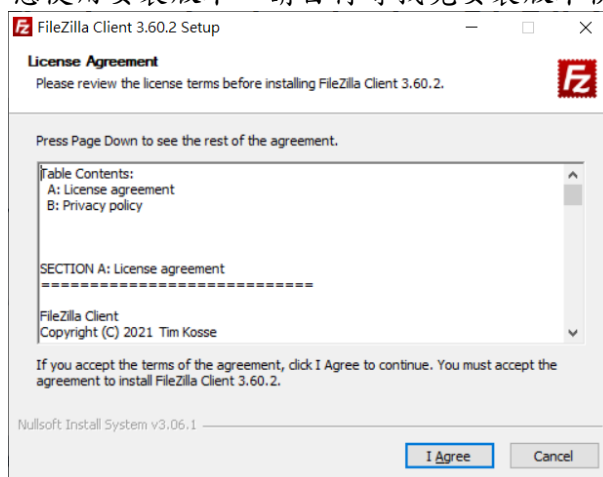 FileZilla Client 3.60.2 Setup
License Agreement
Please review the license terms before installing FileZilla Client 3.60.2.
Fz
Press Page Down to see the rest of the agreement.
Table Contents:
A: License agreement
B: Privacy policy
SECTION A: License agreement
============================
FileZilla Client
Copyright (C) 2021 Tim Kosse
If you accept the terms of the agreement, click I Agree to continue. You must accept the
agreement to install FileZilla Client 3.60.2.
Nullsoft Install System v3.06.1
I Agree
Cancel